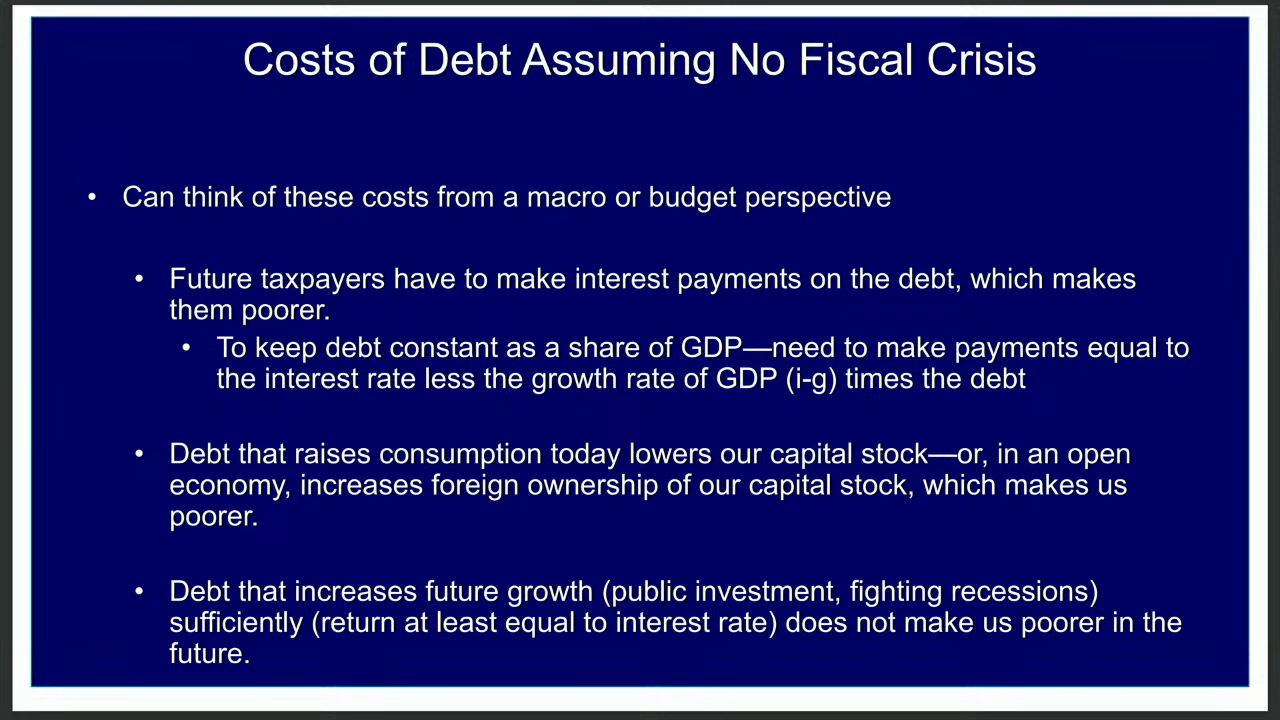 Costs of Debt Assuming No Fiscal Crisis
• Can think of these costs from a macro or budget perspective
• Future taxpayers have to make interest payments on the debt, which makes
them poorer.
• To keep debt constant as a share of GDP—need to make payments equal to
the interest rate less the growth rate of GDP (i-g) times the debt
• Debt that raises consumption today lowers our capital stock—or, in an open
economy, increases foreign ownership of our capital stock, which makes us
poorer.
• Debt that increases future growth (public investment, fighting recessions)
sufficiently (return at least equal to interest rate) does not make us poorer in the
future.